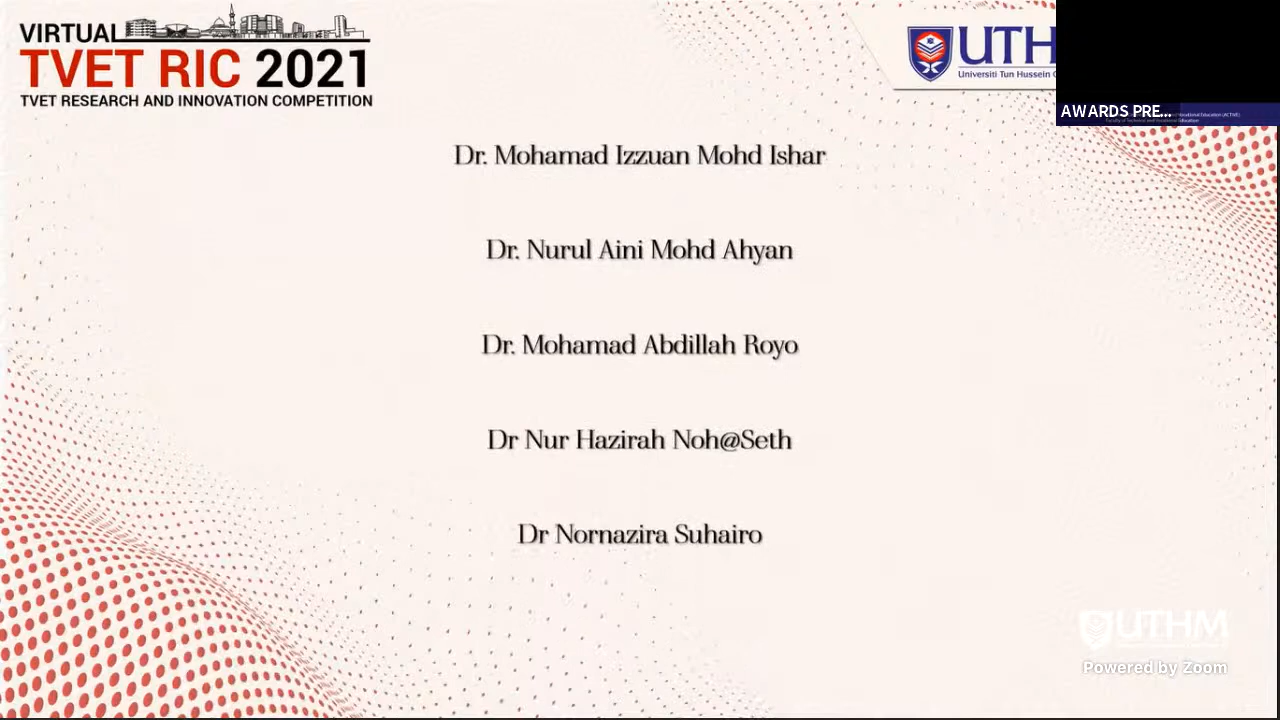 VIRTUAL
TVET RIC 2021
TVET RESEARCH AND INNOVATION COMPETITION
UTH
Universiti Tun Hussein
AWARDS PRE...
Dr. Mohamad Izzuan Mohd Ishar
Dr. Nurul Aini Mohd Ahyan
Dr. Mohamad Abdillah Royo
Dr Nur Hazirah Noh@Seth
Dr Nornazira Suhairo
UTHM
Powered by Zoom